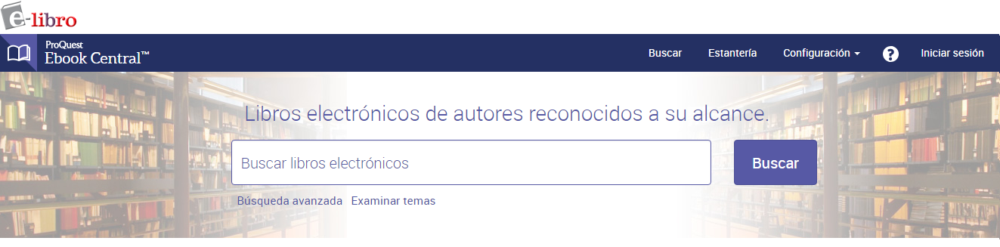 e-libro
ProQuest
Ebook Central™
Buscar Estantería Configuración ? Iniciar sesión
Libros electrónicos de autores reconocidos a su alcance.
Buscar libros electrónicos Buscar
Búsqueda avanzada Examinar temas